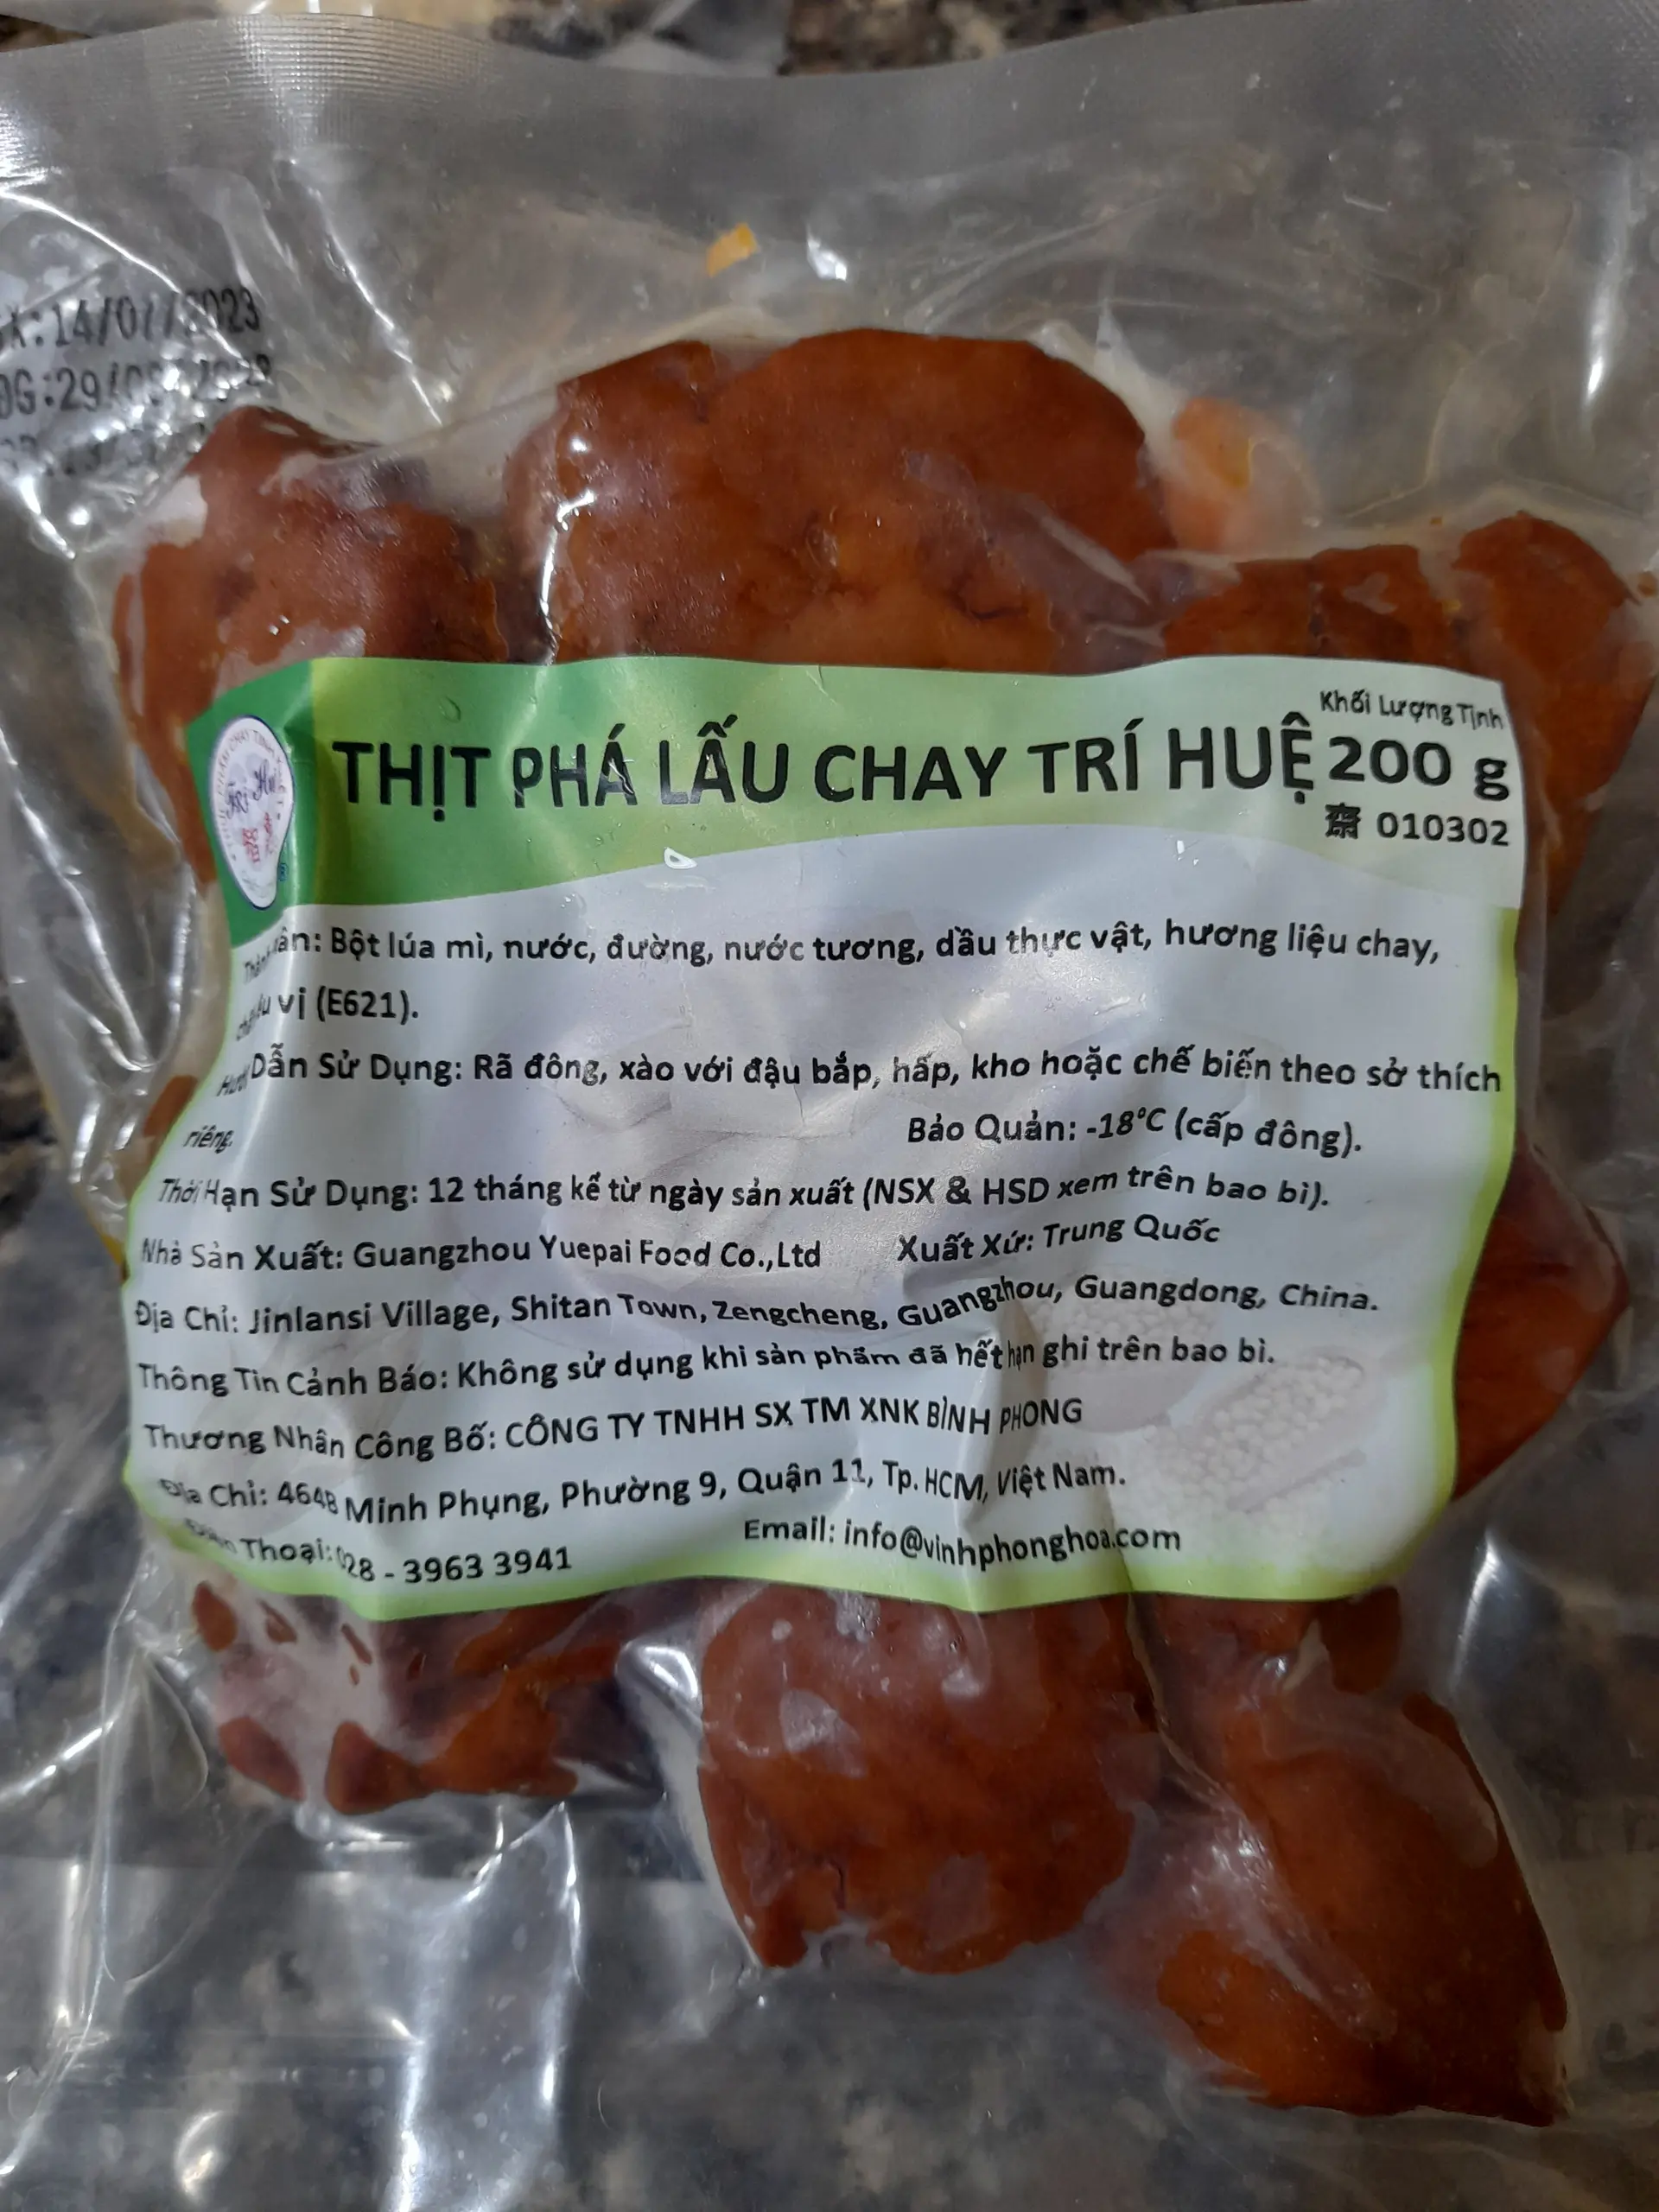 :14/07/2023
ĐG:29/
THỊT PHÁ LẤU CHAY TRÍ HUỆ
Khối Lượng Tịnh
200 g
齋 010302
Trí Huệ
Bột lúa mì, nước, đường, nước tương, dầu thực vật, hương liệu chay,
vị (E621).
Dẫn Sử Dụng: Rã đông, xào với đậu bắp, hấp, kho hoặc chế biến theo sở thích
riêng.
Bảo Quản: -18°C (cấp đông).
Thời Hạn Sử Dụng: 12 tháng kể từ ngày sản xuất (NSX & HSD xem trên bao bì).
Nhà Sản Xuất: Guangzhou Yuepai Food Co.,Ltd
Xuất Xứ: Trung Quốc
Địa Chỉ: Jinlansi Village, Shitan Town, Zengcheng, Guangzhou, Guangdong, China.
Thông Tin Cảnh Báo: Không sử dụng khi sản phẩm đã hết hạn ghi trên bao bì.
Thương Nhân Công Bố: CÔNG TY TNHH SX TM XNK BÌNH PHONG
Địa Chỉ: 464B Minh Phụng, Phường 9, Quận 11, Tp. HCM, Việt Nam.
Thoại: 028 - 3963 3941
Email: info@vinhphonghoa.com